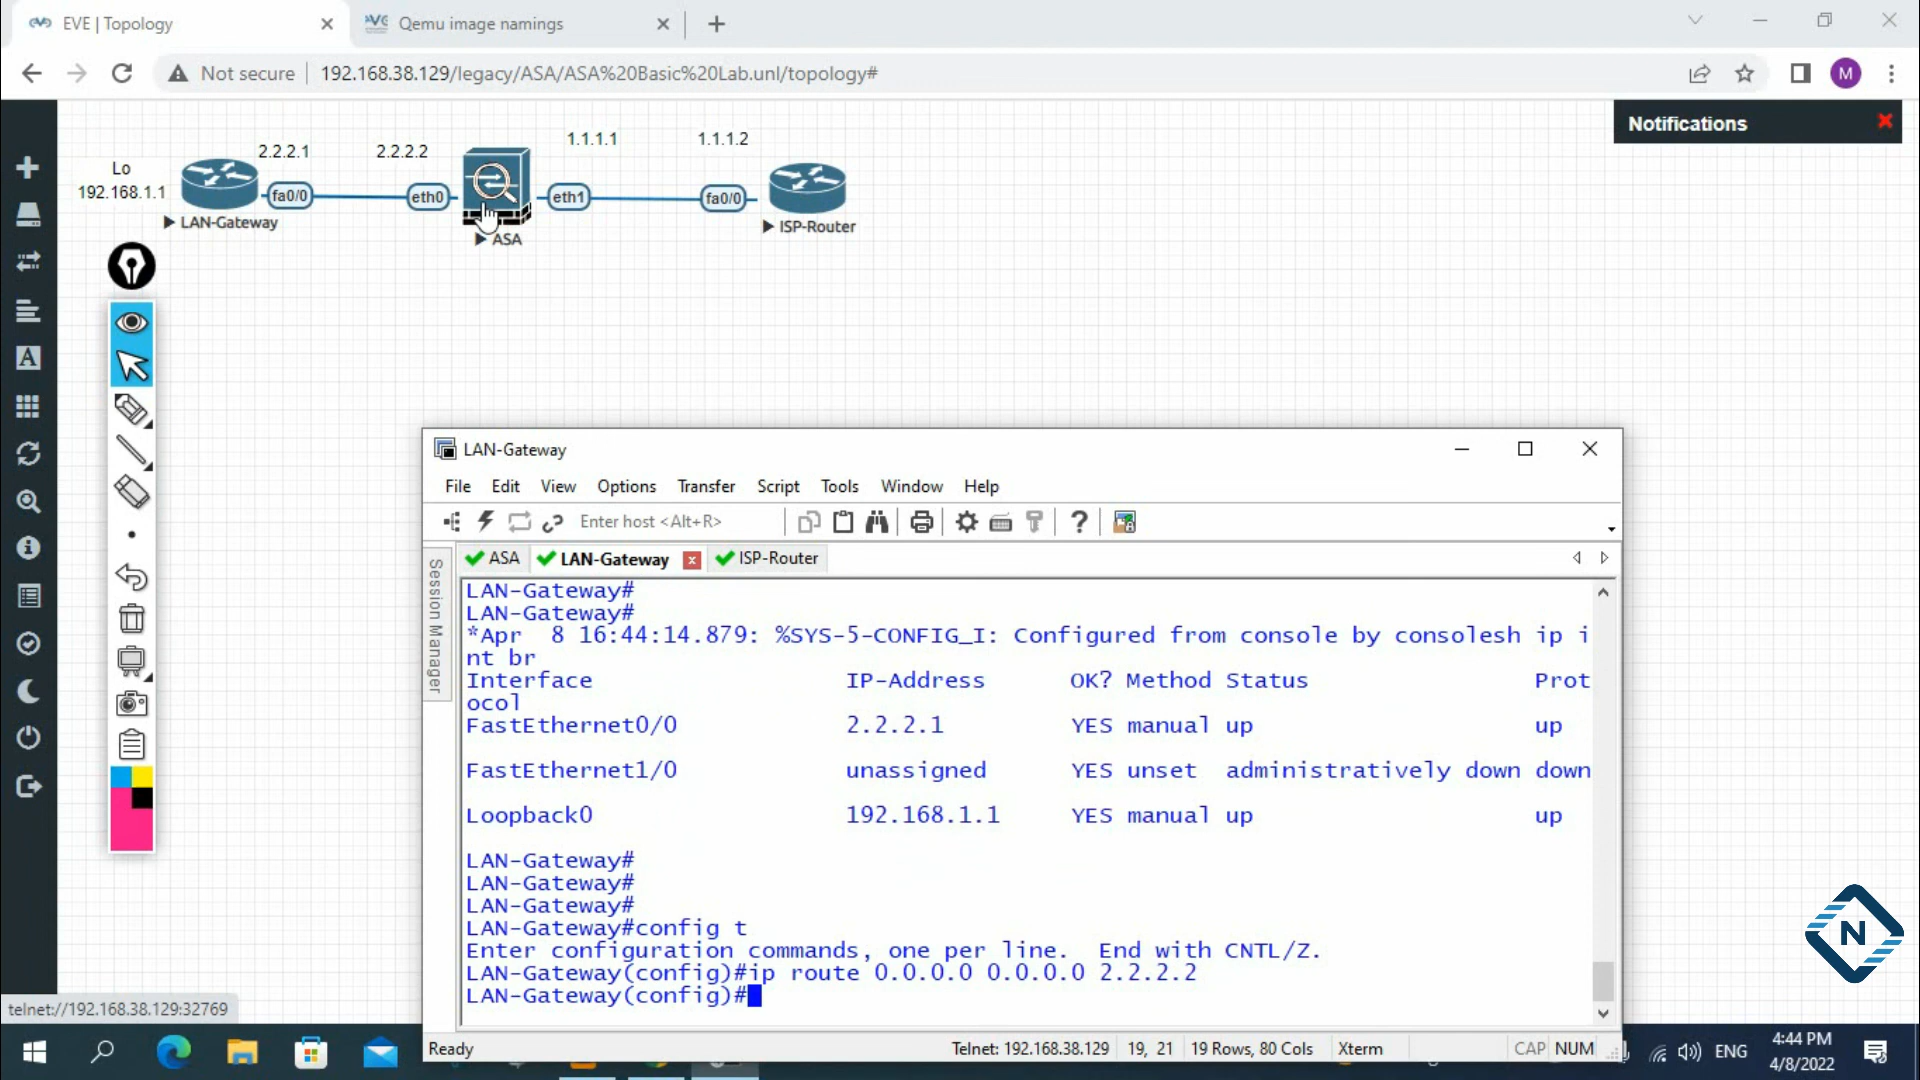 EVE | Topology
Qemu image namings
Not secure
192.168.38.129/legacy/ASA/ASA%20Basic%20Lab.unl/topology#
M
Notifications
Lo
192.168.1.1
2.2.2.1
2.2.2.2
1.1.1.1
1.1.1.2
fa0/0
eth0
eth1
fa0/0
LAN-Gateway
ASA
ISP-Router
A
LAN-Gateway
File Edit View Options Transfer Script Tools Window Help
Enter host <Alt+R>
Session Manager
ASA
LAN-Gateway
ISP-Router
LAN-Gateway#
LAN-Gateway#
*Apr  8 16:44:14.879: %SYS-5-CONFIG_I: Configured from console by consolesh ip i
nt br
Interface IP-Address OK? Method Status Prot
ocol
FastEthernet0/0 2.2.2.1 YES manual up up
FastEthernet1/0 unassigned YES unset administratively down down
Loopback0 192.168.1.1 YES manual up up
LAN-Gateway#
LAN-Gateway#
LAN-Gateway#
LAN-Gateway#config t
Enter configuration commands, one per line.  End with CNTL/Z.
LAN-Gateway(config)#ip route 0.0.0.0 0.0.0.0 2.2.2.2
LAN-Gateway(config)#
N
telnet://192.168.38.129:32769
Ready
Telnet: 192.168.38.129
19, 21
19 Rows, 80 Cols
Xterm
CAP NUM
ENG
4:44 PM
4/8/2022